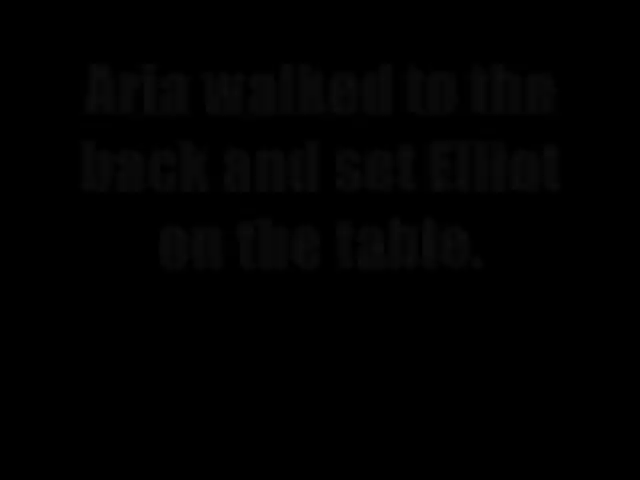 Aria walked to the
back and set Elliot
on the table.